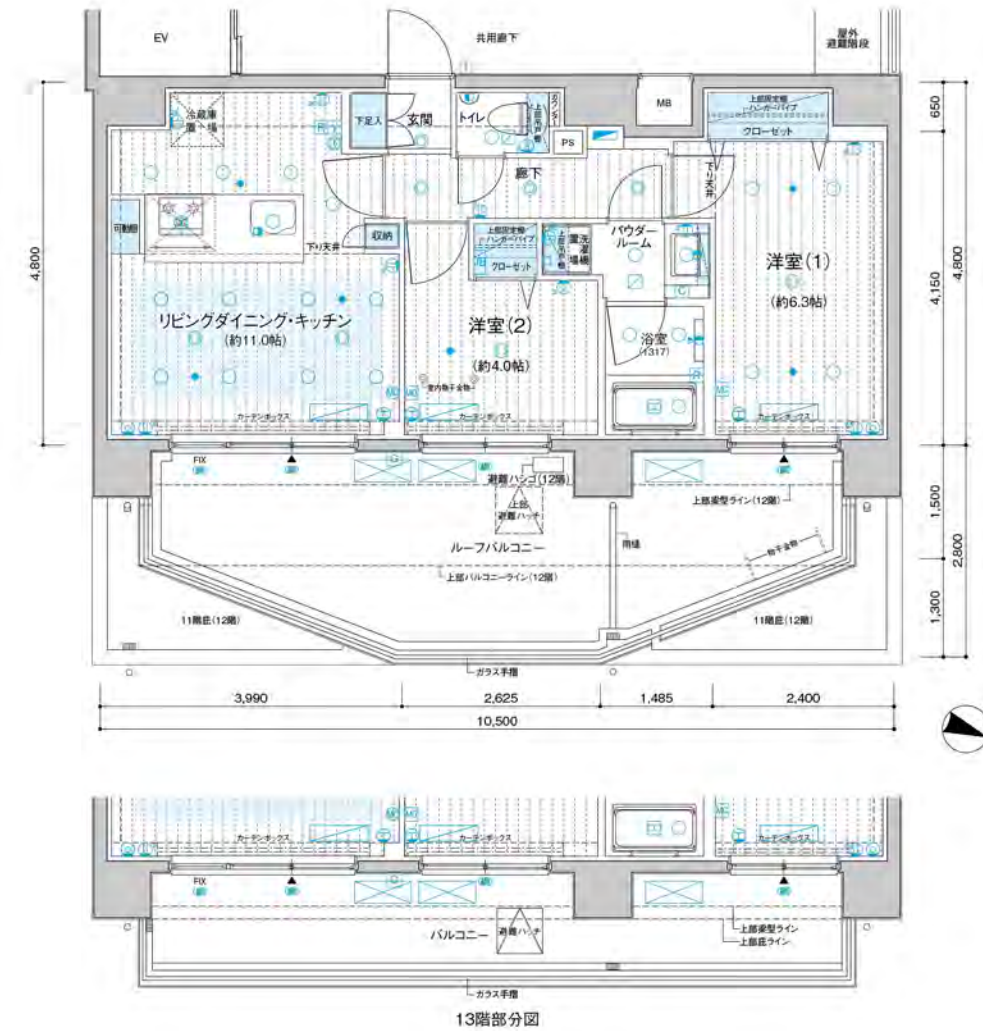 EV
共用廊下
屋外
避難階段
冷蔵庫
置場
下足入
玄関
トイレ
カウンター
上部吊戸棚
PS
MB
上部固定棚
ハンガーパイプ
クローゼット
廊下
下り天井
650
4,800
可動棚
下り天井
収納
上部固定棚
ハンガーパイプ
クローゼット
上部吊戸棚
洗濯機
置場
パウダー
ルーム
洋室(1)
(約6.3帖)
4,150
4,800
リビングダイニング・キッチン
(約11.0帖)
洋室(2)
(約4.0帖)
室内物干金物
浴室
(1317)
カーテンボックス
カーテンボックス
カーテンボックス
FIX
避難ハシゴ(12階)
上部
避難ハッチ
上部梁型ライン(12階)
ルーフバルコニー
雨樋
物干金物
上部バルコニーライン(12階)
11階庇(12階)
11階庇(12階)
ガラス手摺
1,500
2,800
1,300
3,990
2,625
1,485
2,400
10,500
カーテンボックス
カーテンボックス
カーテンボックス
FIX
バルコニー
避難ハッチ
上部梁型ライン
上部庇ライン
ガラス手摺
13階部分図